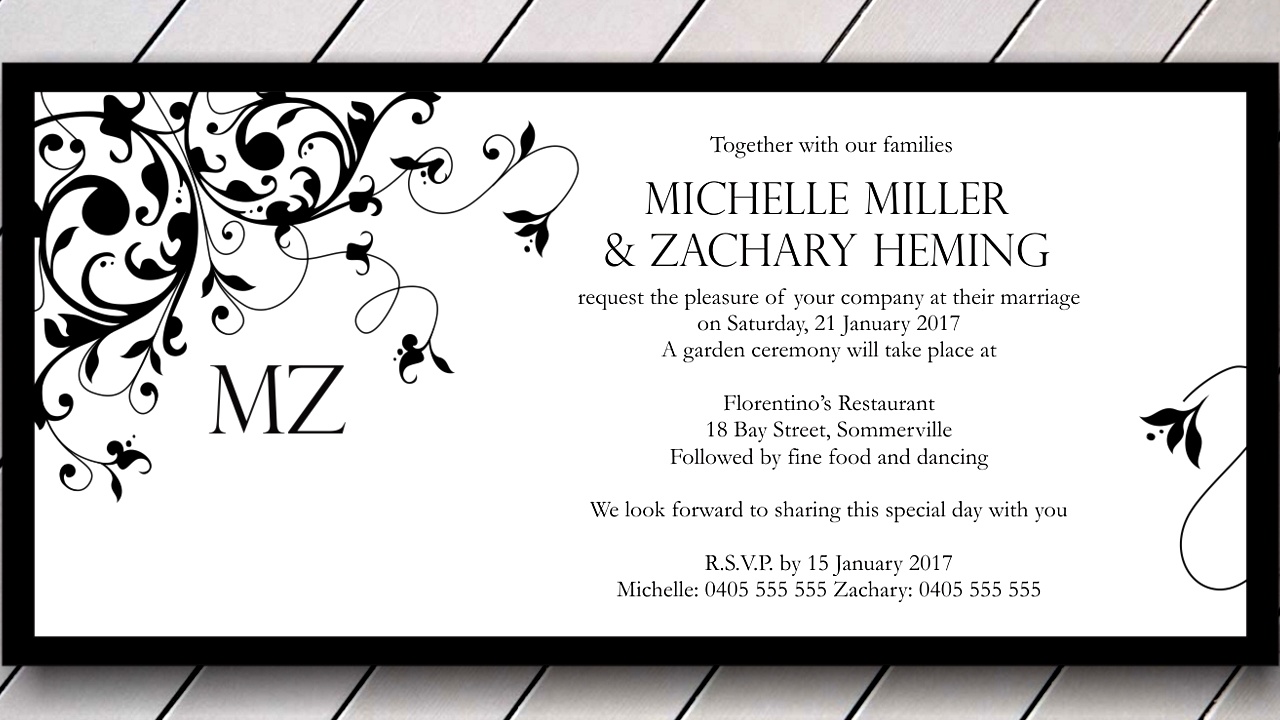 MZ
Together with our families
MICHELLE MILLER
& ZACHARY HEMING
request the pleasure of your company at their marriage
on Saturday, 21 January 2017
A garden ceremony will take place at
Florentino’s Restaurant
18 Bay Street, Sommerville
Followed by fine food and dancing
We look forward to sharing this special day with you
R.S.V.P. by 15 January 2017
Michelle: 0405 555 555 Zachary: 0405 555 555